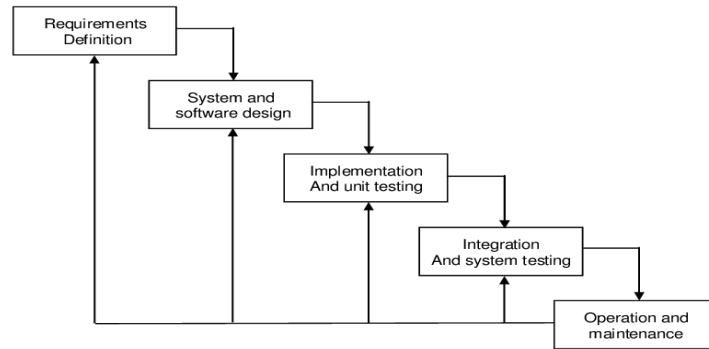 Requirements
Definition
System and
software design
Implementation
And unit testing
Integration
And system testing
Operation and
maintenance